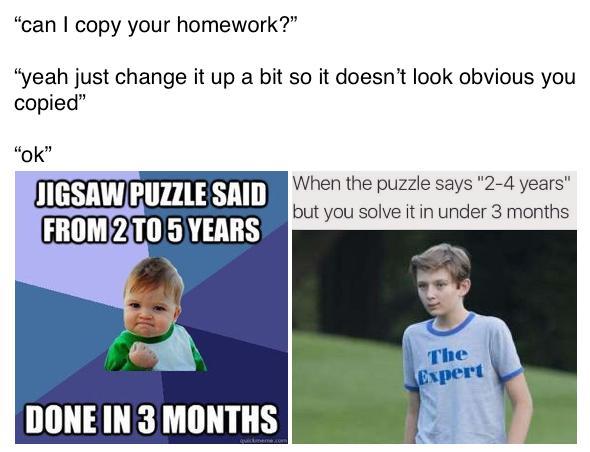 “can I copy your homework?”
“yeah just change it up a bit so it doesn’t look obvious you
copied”
“ok”
JIGSAW PUZZLE SAID
FROM 2 TO 5 YEARS
DONE IN 3 MONTHS
quickmeme.com
When the puzzle says "2-4 years"
but you solve it in under 3 months
The
Expert